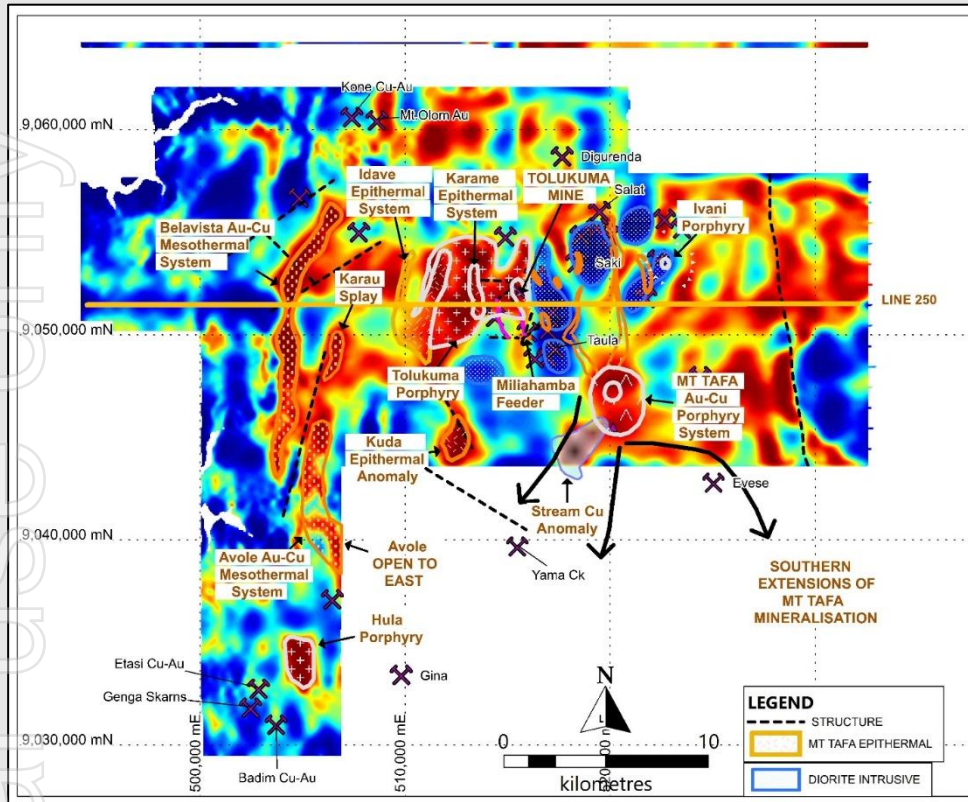 Kone Cu-Au
9,060,000 mN
Mt.Olom Au
Idave
Epithermal
System
Karame
Epithermal
System
TOLUKUMA
MINE
Digurenda
Salat
Ivani
Porphyry
Belavista Au-Cu
Mesothermal
System
Karau
Splay
Saki
LINE 250
9,050,000 mN
Taula
Tolukuma
Porphyry
Miliahamba
Feeder
MT TAFA
Au-Cu
Porphyry
System
Kuda
Epithermal
Anomaly
Stream Cu
Anomaly
Evese
9,040,000 mN
Avole Au-Cu
Mesothermal
System
Avole
OPEN TO
EAST
Yama Ck
SOUTHERN
EXTENSIONS OF
MT TAFA
MINERALISATION
Hula
Porphyry
Etasi Cu-Au
Genga Skarns
Gina
N
9,030,000 mN
500,000 mE
510,000 mE
Badim Cu-Au
0
10
kilometres
LEGEND
STRUCTURE
MT TAFA EPITHERMAL
DIORITE INTRUSIVE